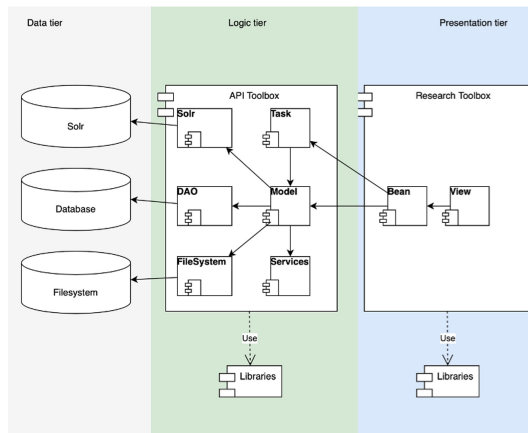 Data tier
Logic tier
Presentation tier
API Toolbox
Research Toolbox
Solr
Solr
Task
Database
DAO
Model
Bean
View
Filesystem
FileSystem
Services
Use
Use
Libraries
Libraries